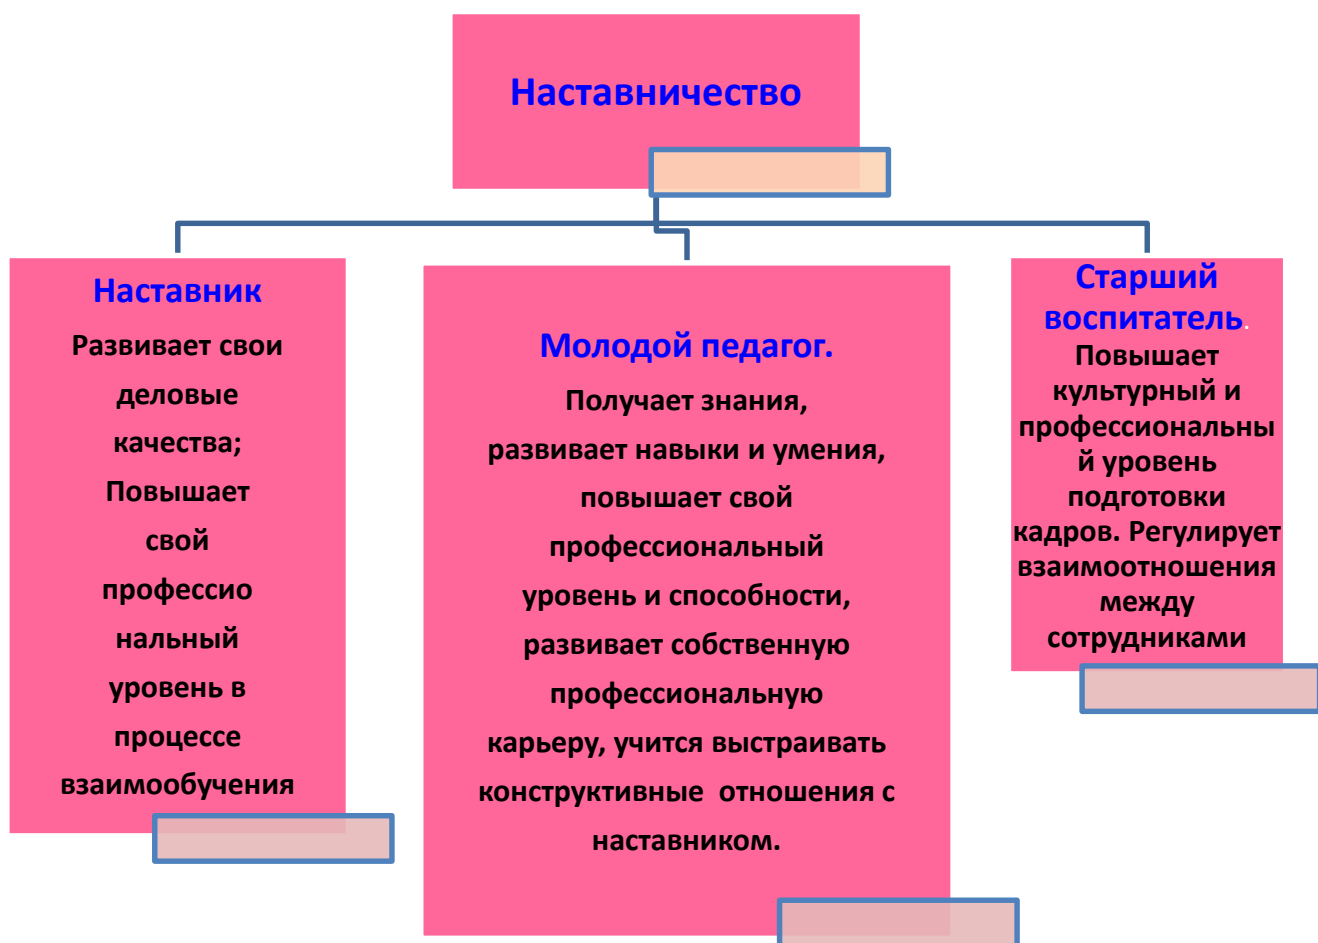 Наставничество
Наставник
Развивает свои
деловые
качества;
Повышает
свой
профессио
нальный
уровень в
процессе
взаимообучения
Молодой педагог.
Получает знания,
развивает навыки и умения,
повышает свой
профессиональный
уровень и способности,
развивает собственную
профессиональную
карьеру, учится выстраивать
конструктивные отношения с
наставником.
Старший
воспитатель.
Повышает
культурный и
профессиональны
й уровень
подготовки
кадров. Регулирует
взаимоотношения
между
сотрудниками